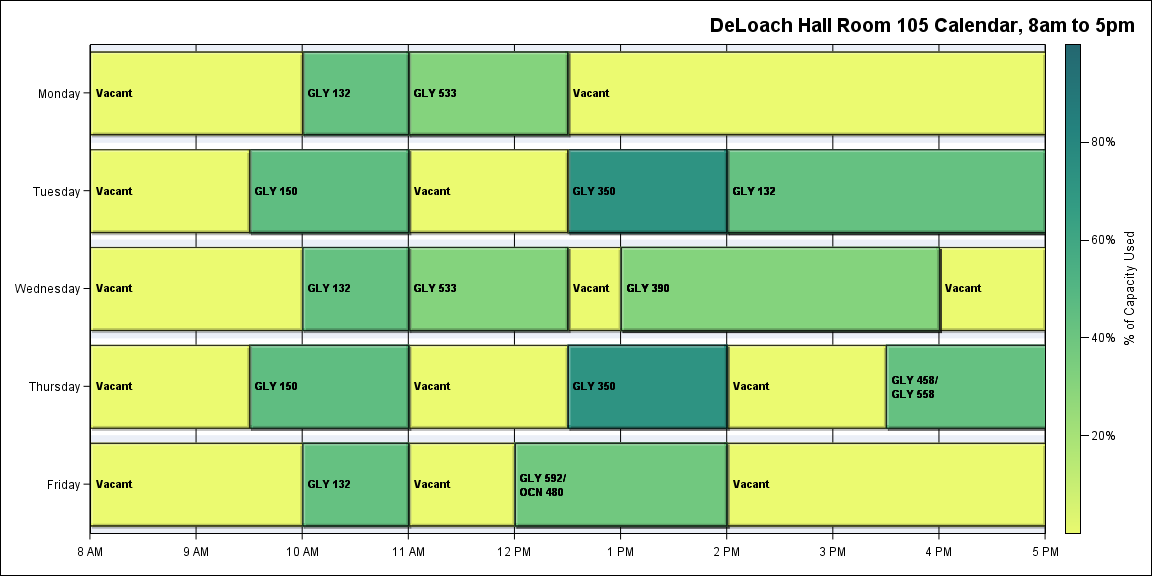 DeLoach Hall Room 105 Calendar, 8am to 5pm
Monday
Vacant
GLY 132
GLY 533
Vacant
Tuesday
Vacant
GLY 150
Vacant
GLY 350
GLY 132
Wednesday
Vacant
GLY 132
GLY 533
Vacant
GLY 390
Vacant
Thursday
Vacant
GLY 150
Vacant
GLY 350
Vacant
GLY 458/
GLY 558
Friday
Vacant
GLY 132
Vacant
GLY 592/
OCN 480
Vacant
8 AM
9 AM
10 AM
11 AM
12 PM
1 PM
2 PM
3 PM
4 PM
5 PM
80%
60%
40%
20%
% of Capacity Used